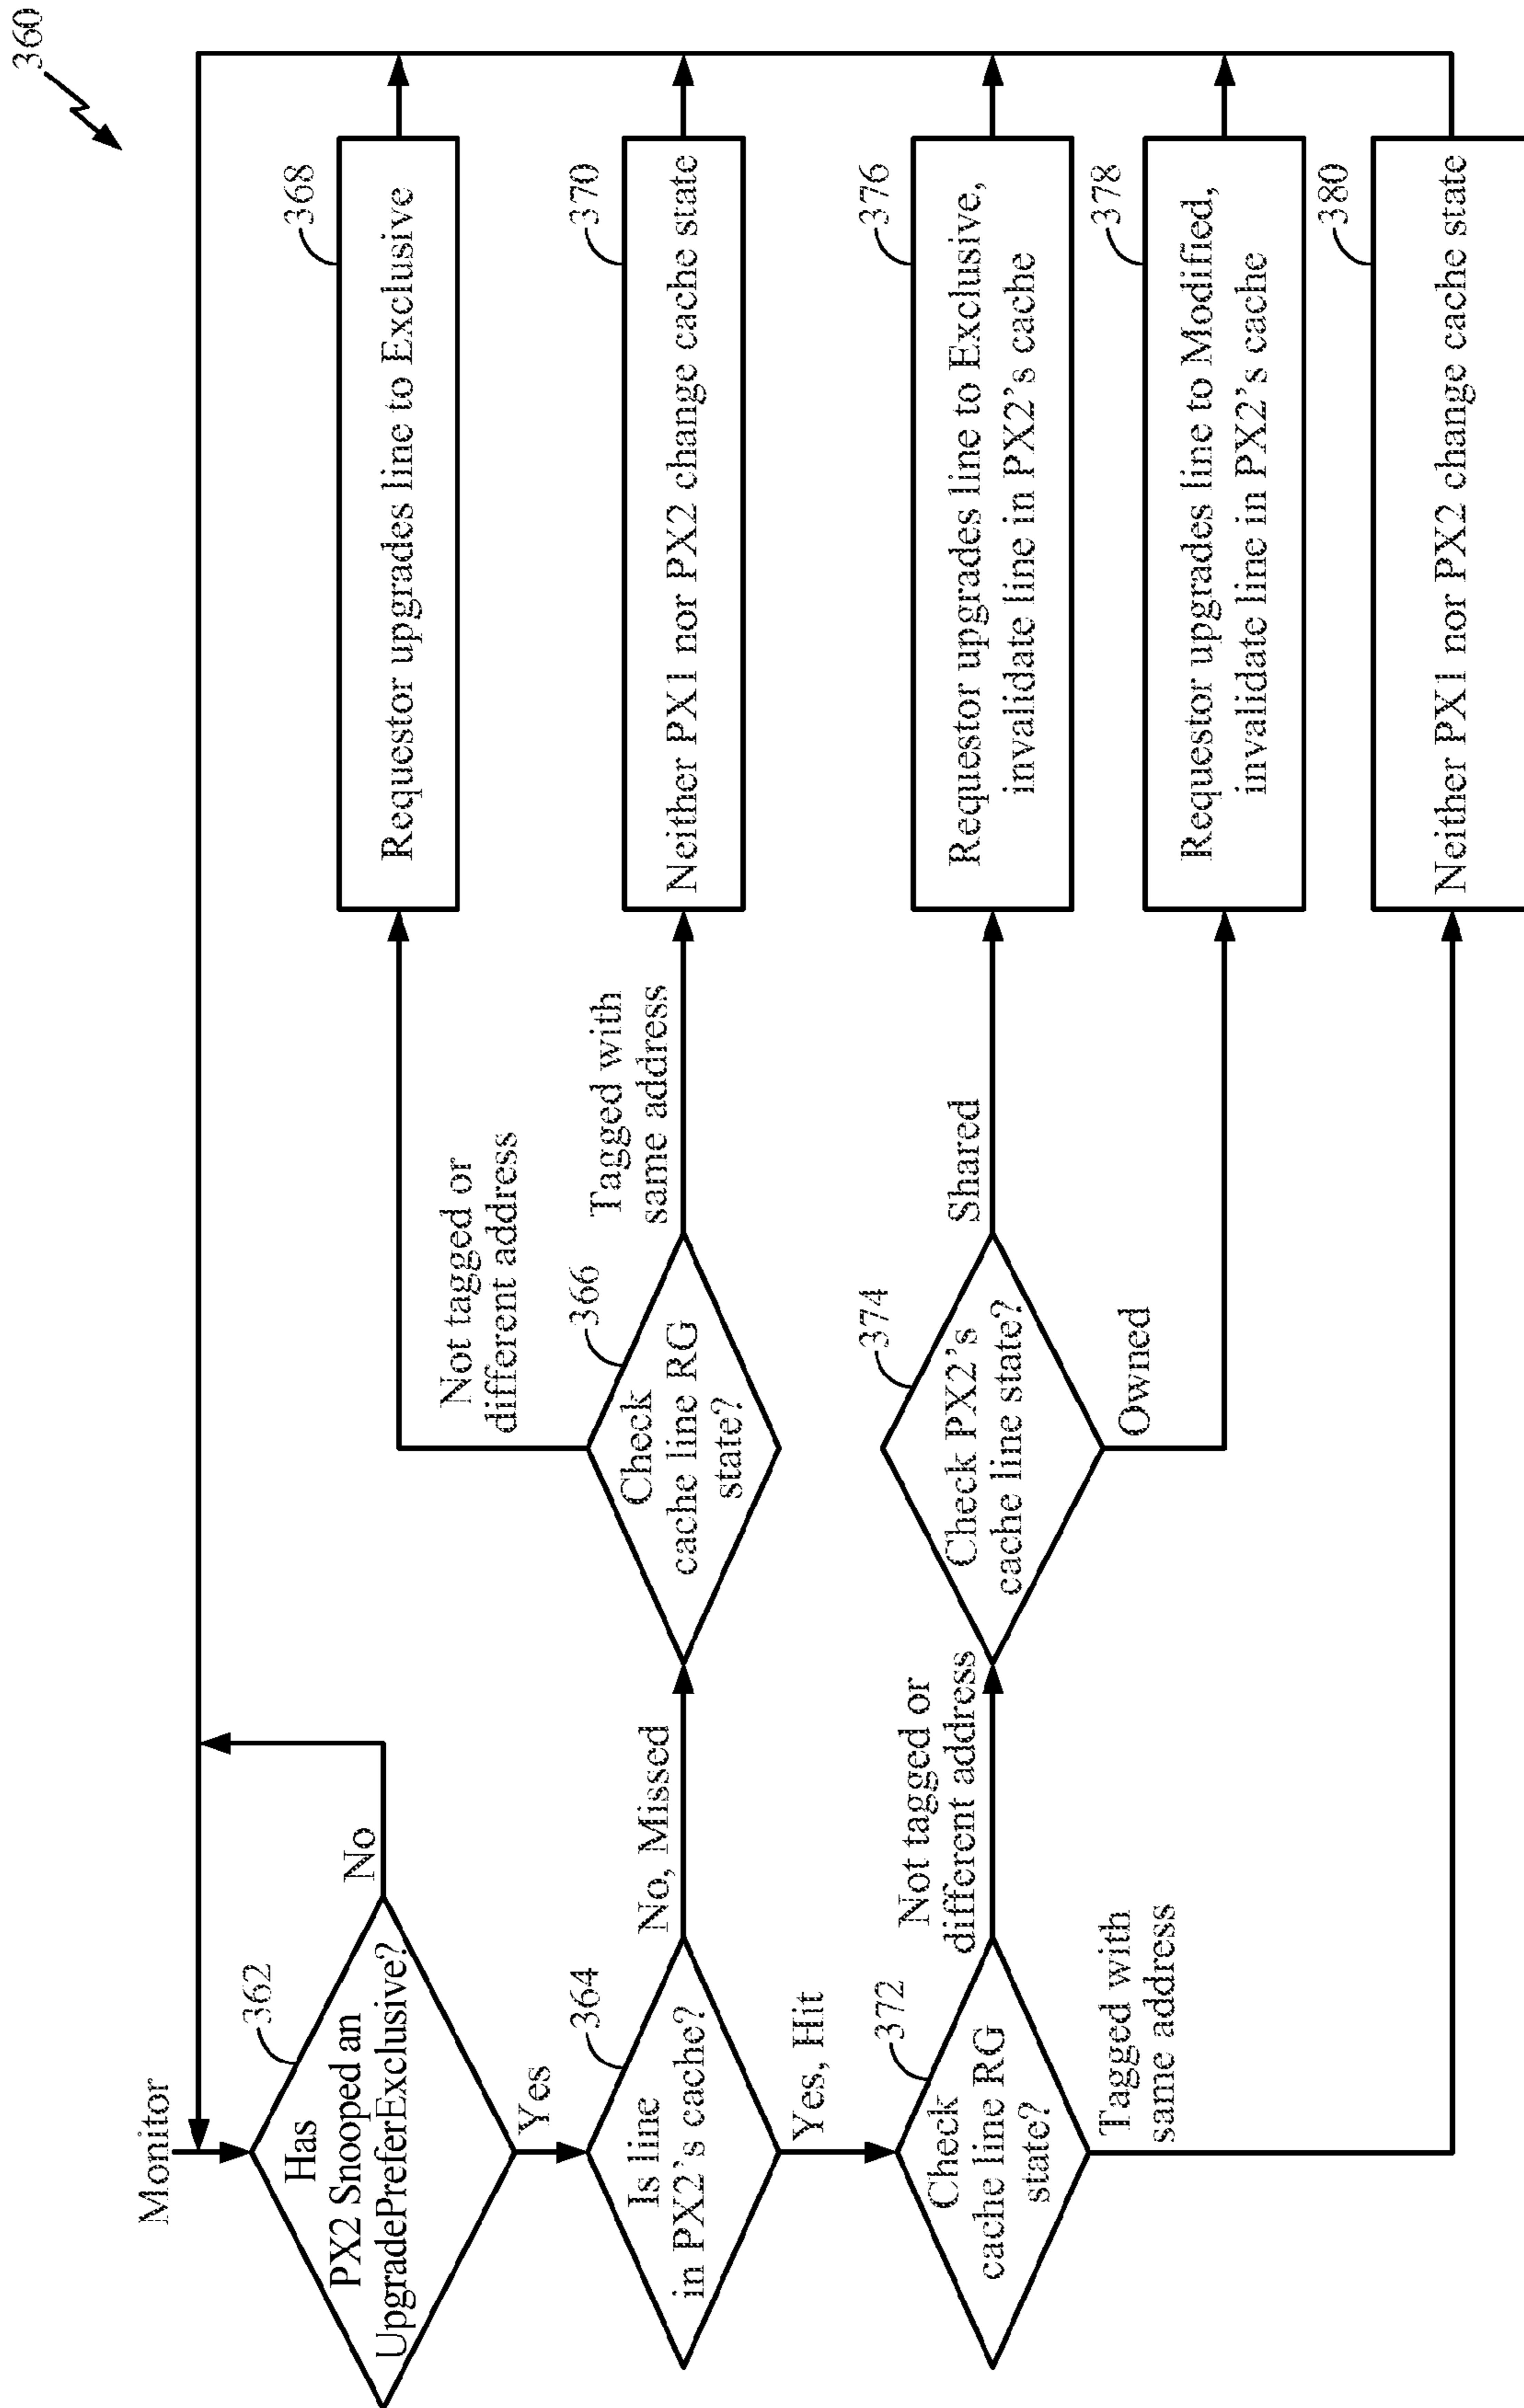 360
Monitor
Has
PX2 Snooped an
UpgradePreferExclusive?
362
No
Yes
Is line
in PX2's cache?
364
No, Missed
Yes, Hit
Check
cache line RG
state?
366
Not tagged or
different address
Requestor upgrades line to Exclusive
368
Tagged with
same address
Neither PX1 nor PX2 change cache state
370
Check
cache line RG
state?
372
Not tagged or
different address
Tagged with
same address
Check PX2's
cache line state?
374
Shared
Owned
Requestor upgrades line to Exclusive,
invalidate line in PX2's cache
376
Requestor upgrades line to Modified,
invalidate line in PX2's cache
378
Neither PX1 nor PX2 change cache state
380